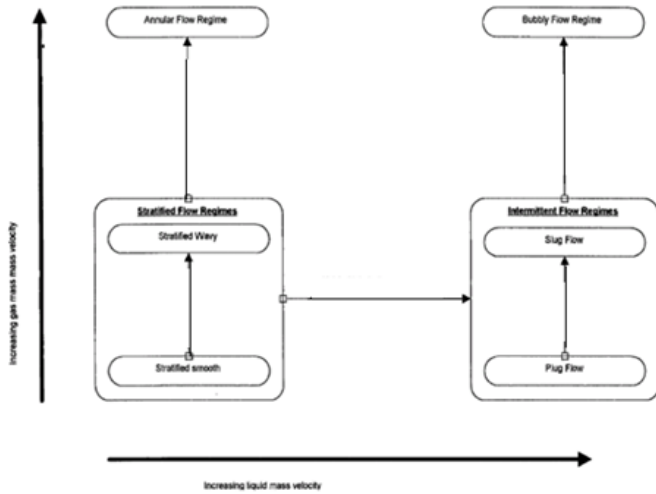 Annular Flow Regime
Bubbly Flow Regime
Stratified Flow Regimes
Intermittent Flow Regimes
Stratified Wavy
Slug Flow
Stratified smooth
Plug Flow
Increasing gas mass mass velocity
Increasing liquid mass velocity